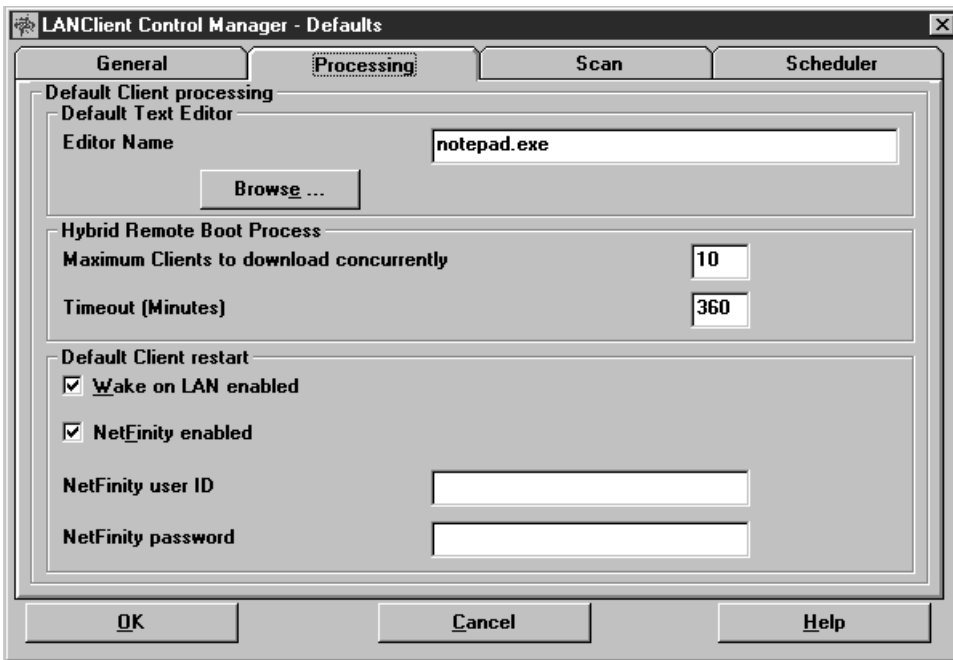 LANClient Control Manager - Defaults
General Processing Scan Scheduler
Default Client processing
Default Text Editor
Editor Name notepad.exe
Browse ...
Hybrid Remote Boot Process
Maximum Clients to download concurrently 10
Timeout (Minutes) 360
Default Client restart
Wake on LAN enabled
NetFinity enabled
NetFinity user ID
NetFinity password
OK Cancel Help